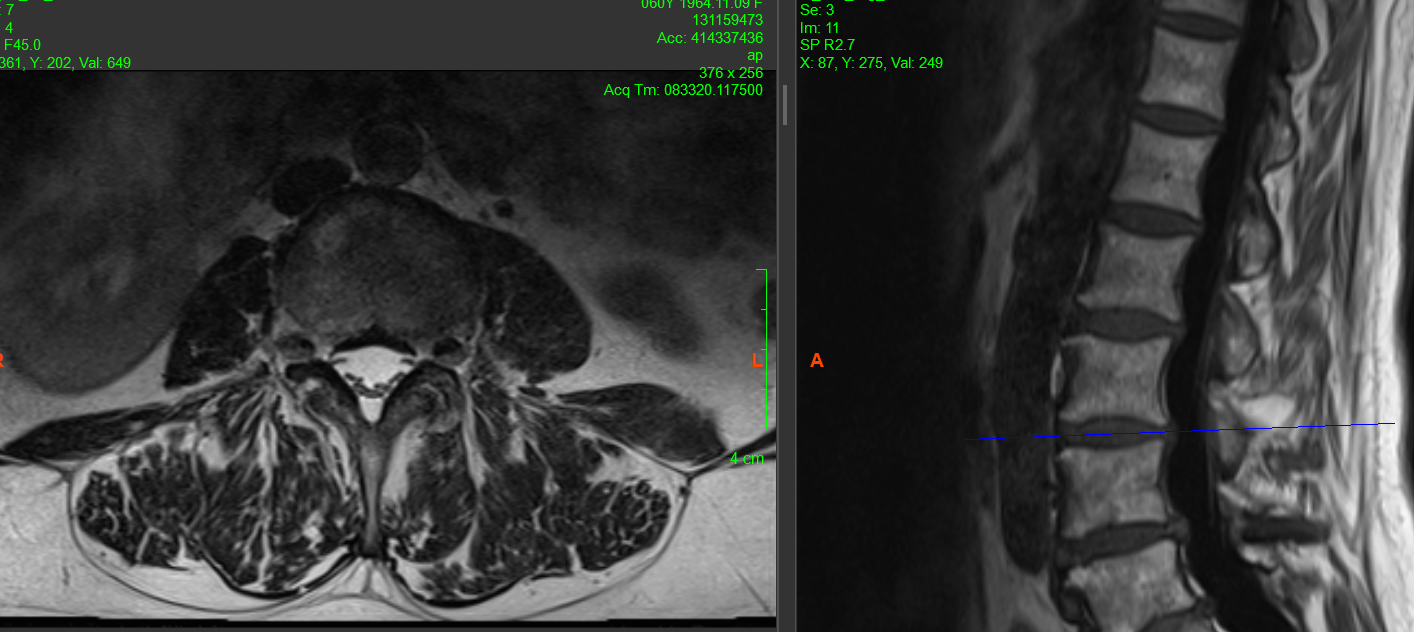 : 7
4
F45.0
361, Y: 202, Val: 649
060Y 1964.11.09 F
131159473
Acc: 414337436
ap
376 x 256
Acq Tm: 083320.117500
R
L
4 cm
Se: 3
Im: 11
SP R2.7
X: 87, Y: 275, Val: 249
A